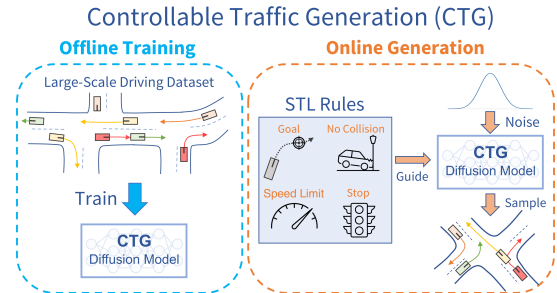 Controllable Traffic Generation (CTG)
Offline Training
Large-Scale Driving Dataset
Train
CTG
Diffusion Model
Online Generation
STL Rules
Goal
No Collision
Speed Limit
Stop
Guide
Noise
CTG
Diffusion Model
Sample